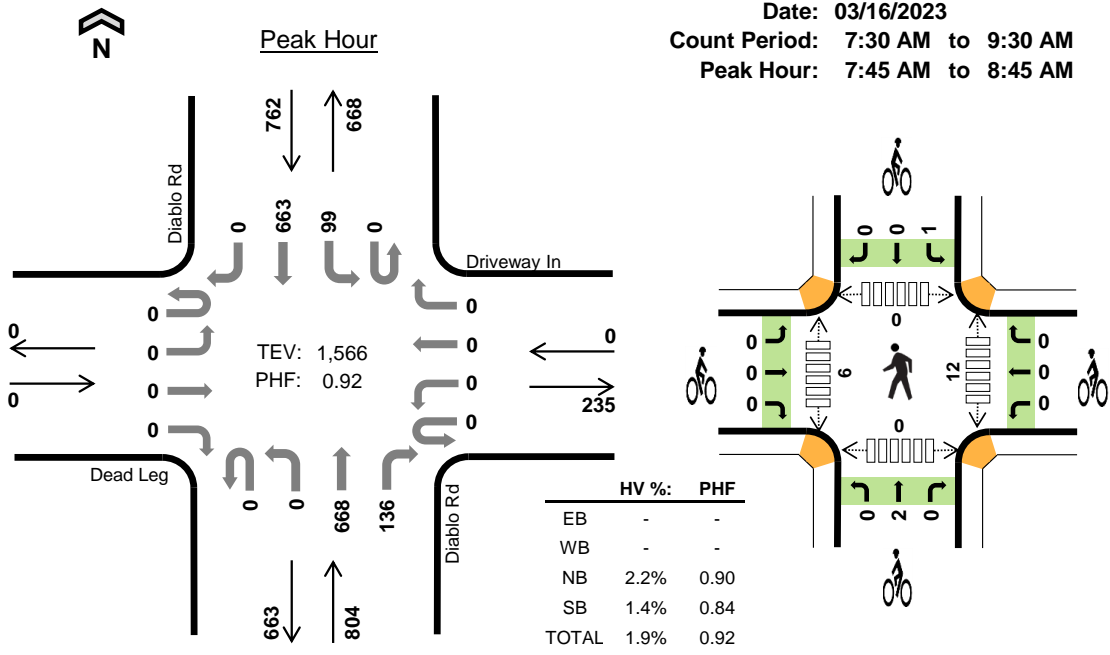 N
Peak Hour
Date: 03/16/2023
Count Period: 7:30 AM to 9:30 AM
Peak Hour: 7:45 AM to 8:45 AM
762
668
Diablo Rd
0
663
99
0
Driveway In
0
0
0
0
0
0
0
0
0
0
0
235
TEV: 1,566
PHF: 0.92
Dead Leg
0
0
668
136
Diablo Rd
663
804
HV %: PHF
EB - -
WB - -
NB 2.2% 0.90
SB 1.4% 0.84
TOTAL 1.9% 0.92
0
0
1
0
0
0
0
6
12
0
0
0
0
0
2
0